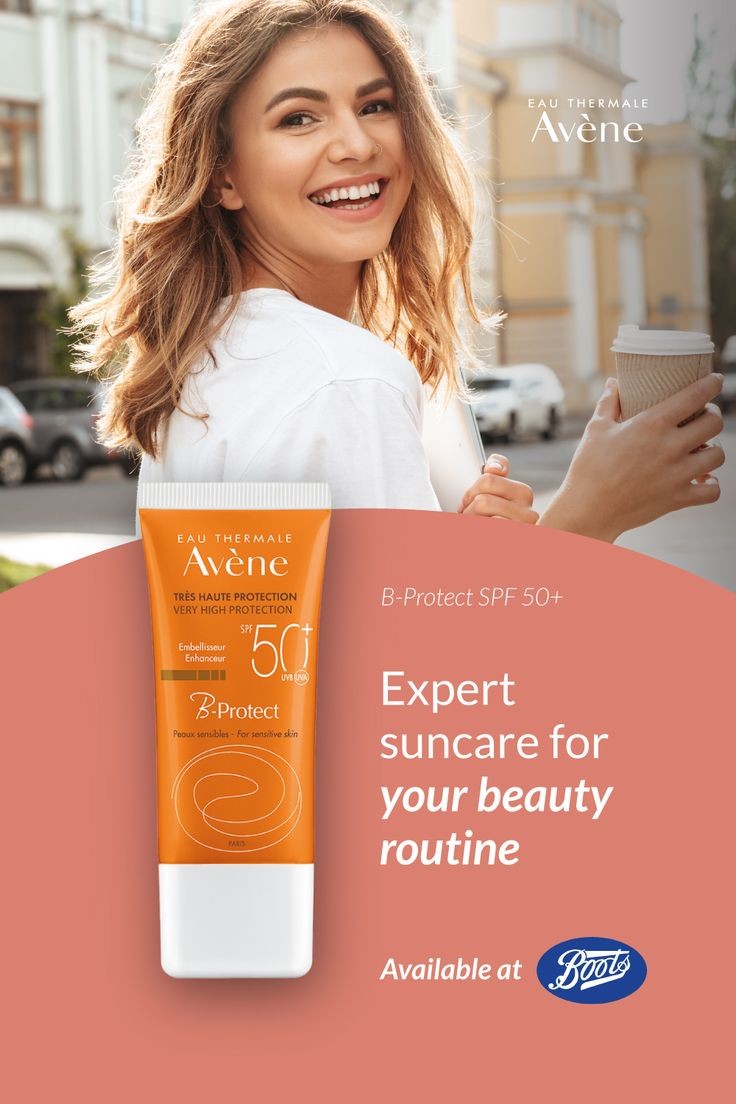 EAU THERMALE
Avène
EAU THERMALE
Avène
TRÈS HAUTE PROTECTION
VERY HIGH PROTECTION
SPF 50+
Embellisseur
Enhanceur
UVB UVA
B-PROTECT
Peaux sensibles - For sensitive skin
PARIS
B-Protect SPF 50+
Expert
suncare for
your beauty
routine
Available at
Boots